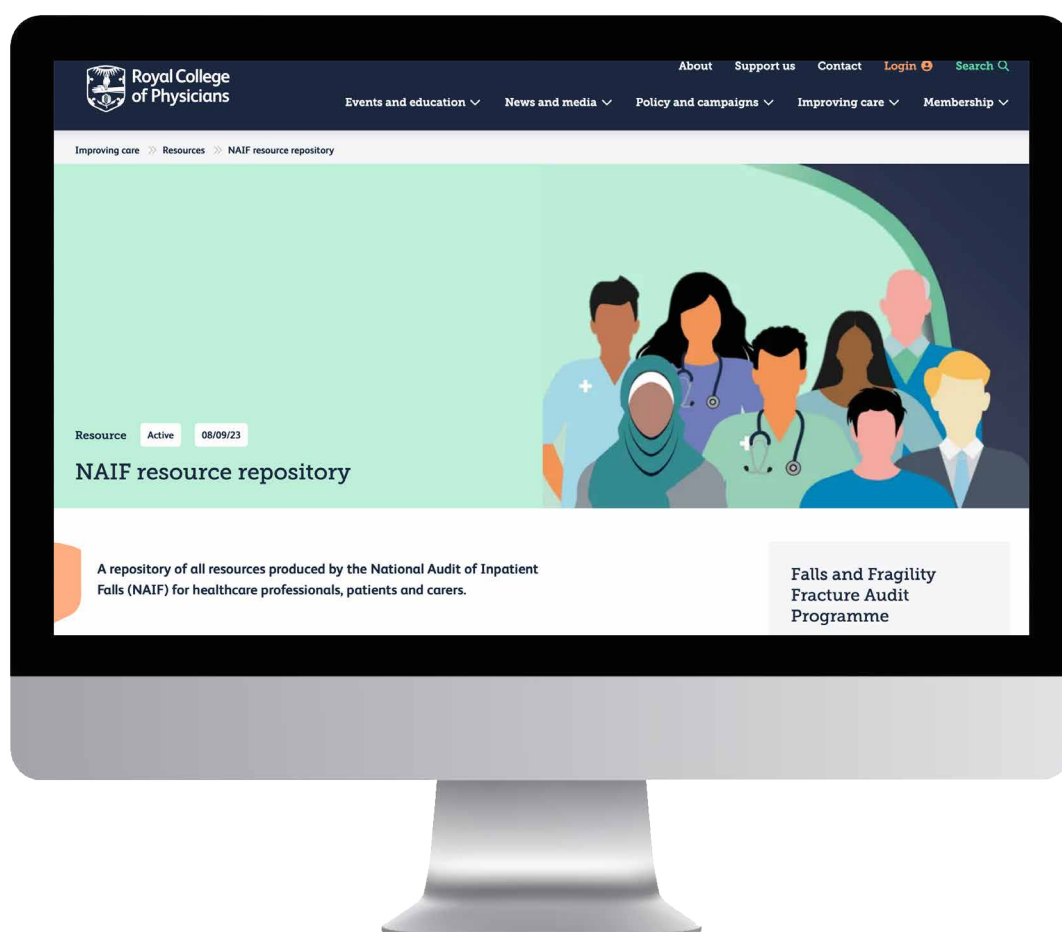 Royal College
of Physicians
About Support us Contact Login Search
Events and education News and media Policy and campaigns Improving care Membership
Improving care Resources NAIF resource repository
Resource Active 08/09/23
NAIF resource repository
A repository of all resources produced by the National Audit of Inpatient
Falls (NAIF) for healthcare professionals, patients and carers.
Falls and Fragility
Fracture Audit
Programme